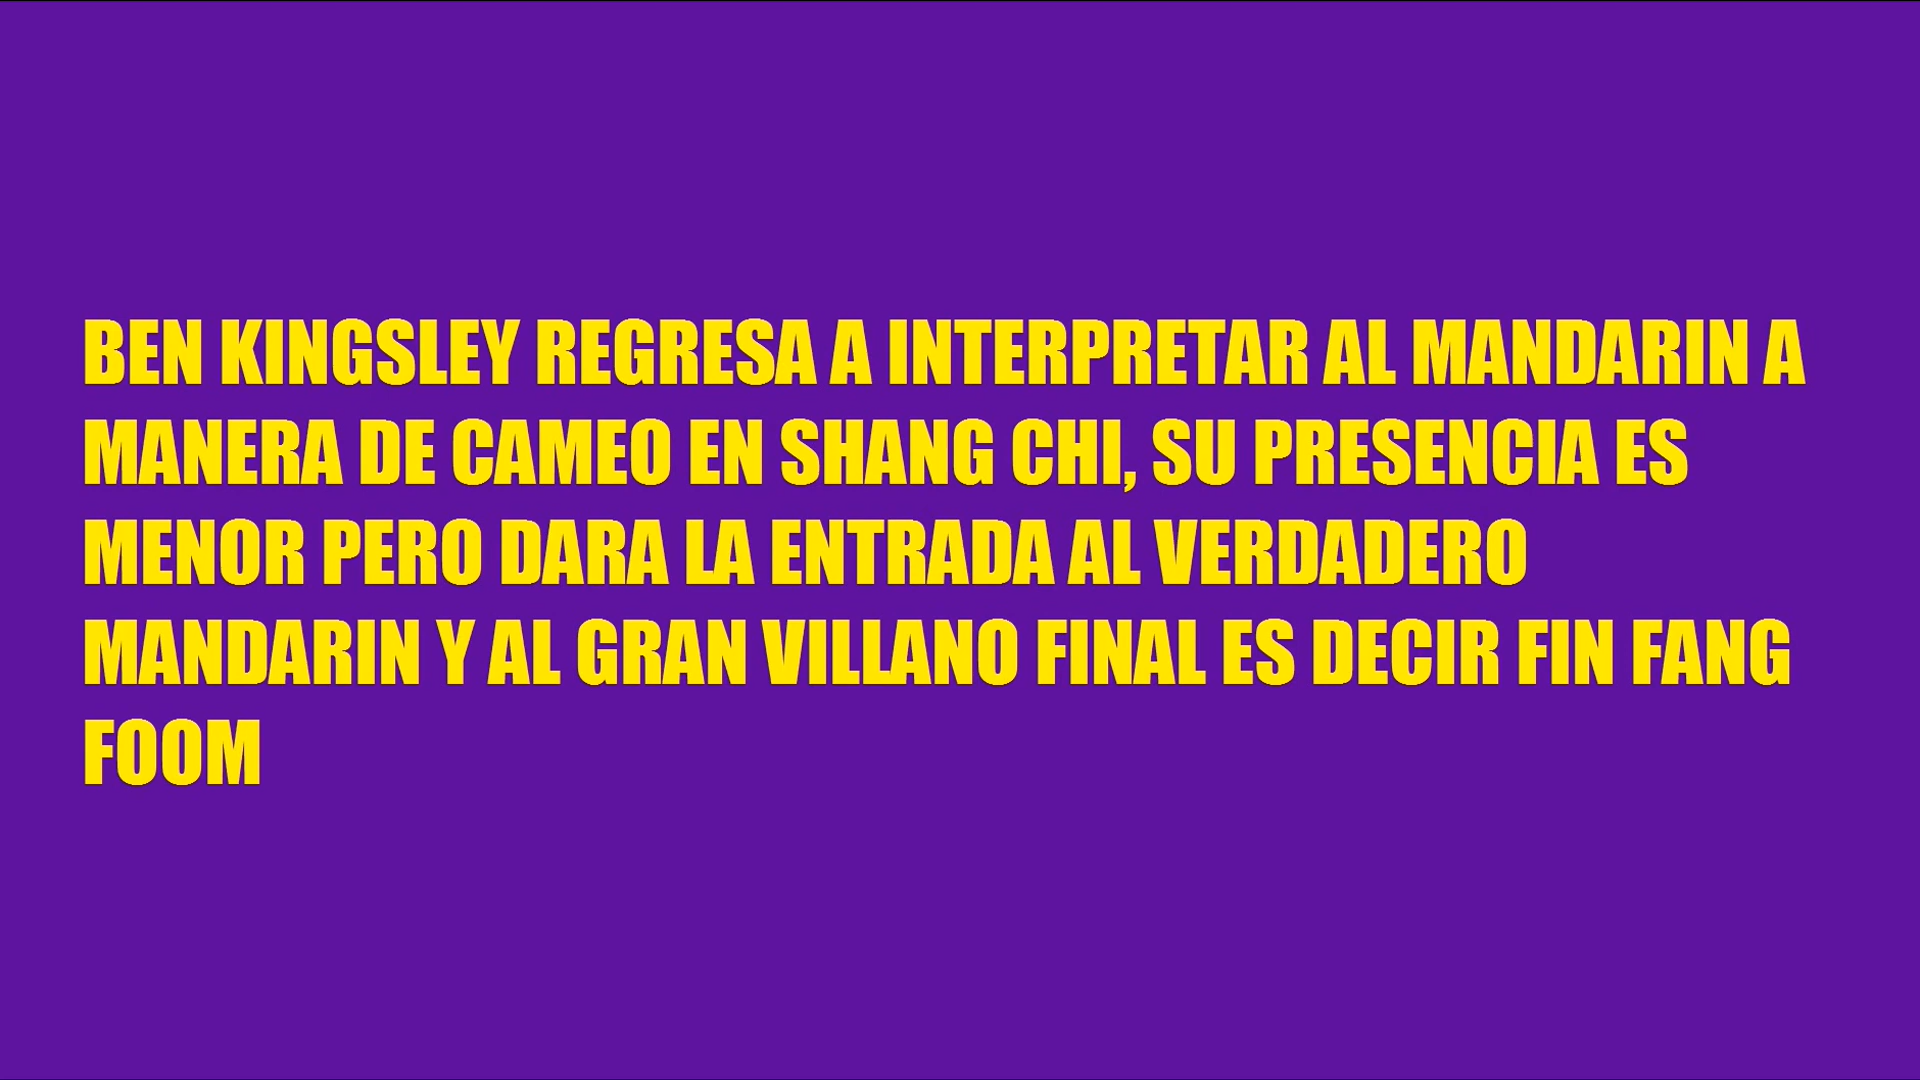 BEN KINGSLEY REGRESA A INTERPRETAR AL MANDARIN A
MANERA DE CAMEO EN SHANG CHI, SU PRESENCIA ES
MENOR PERO DARA LA ENTRADA AL VERDADERO
MANDARIN Y AL GRAN VILLANO FINAL ES DECIR FIN FANG
FOOM